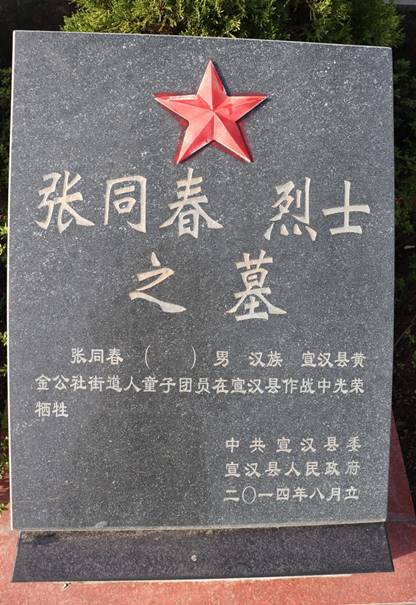 张同春 烈士
之墓
张同春 （ ） 男 汉族 宣汉县黄
金公社街道人童子团员在宣汉县作战中光荣
牺牲
中共宣汉县委
宣汉县人民政府
二〇一四年八月立